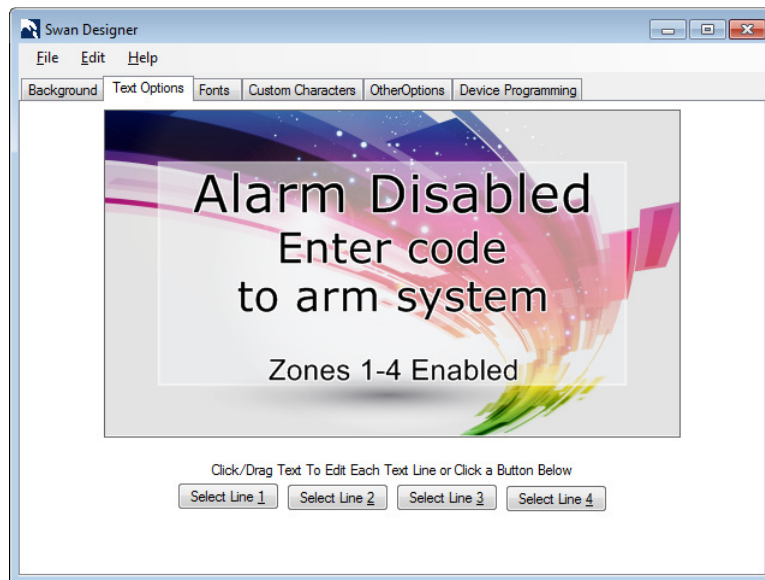 Swan Designer
File Edit Help
Background Text Options Fonts Custom Characters OtherOptions Device Programming
Alarm Disabled
Enter code
to arm system
Zones 1-4 Enabled
Click/Drag Text To Edit Each Text Line or Click a Button Below
Select Line 1 Select Line 2 Select Line 3 Select Line 4